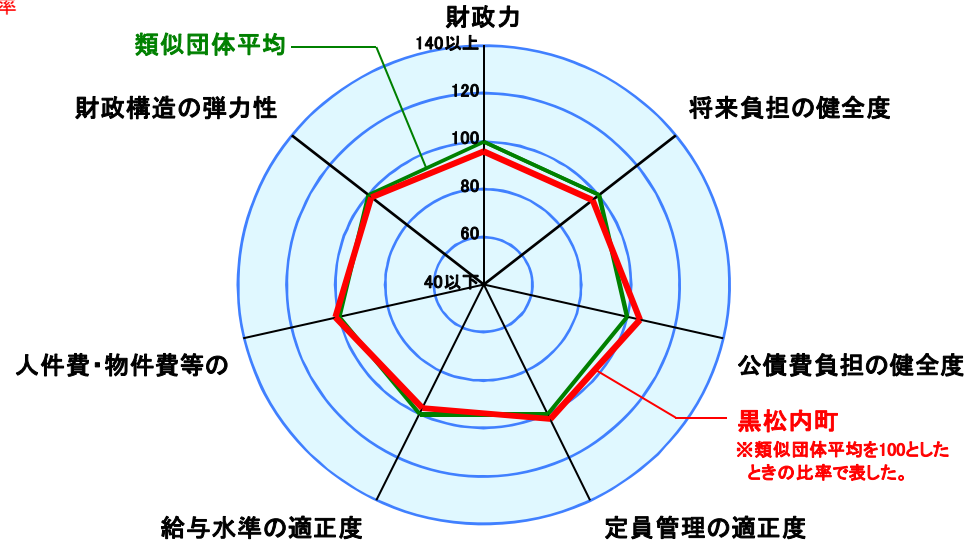 率
財政力
類似団体平均
140以上
財政構造の弾力性
120
将来負担の健全度
100
80
60
40以下
人件費・物件費等の
公債費負担の健全度
黒松内町
※類似団体平均を100とした
ときの比率で表した。
給与水準の適正度
定員管理の適正度